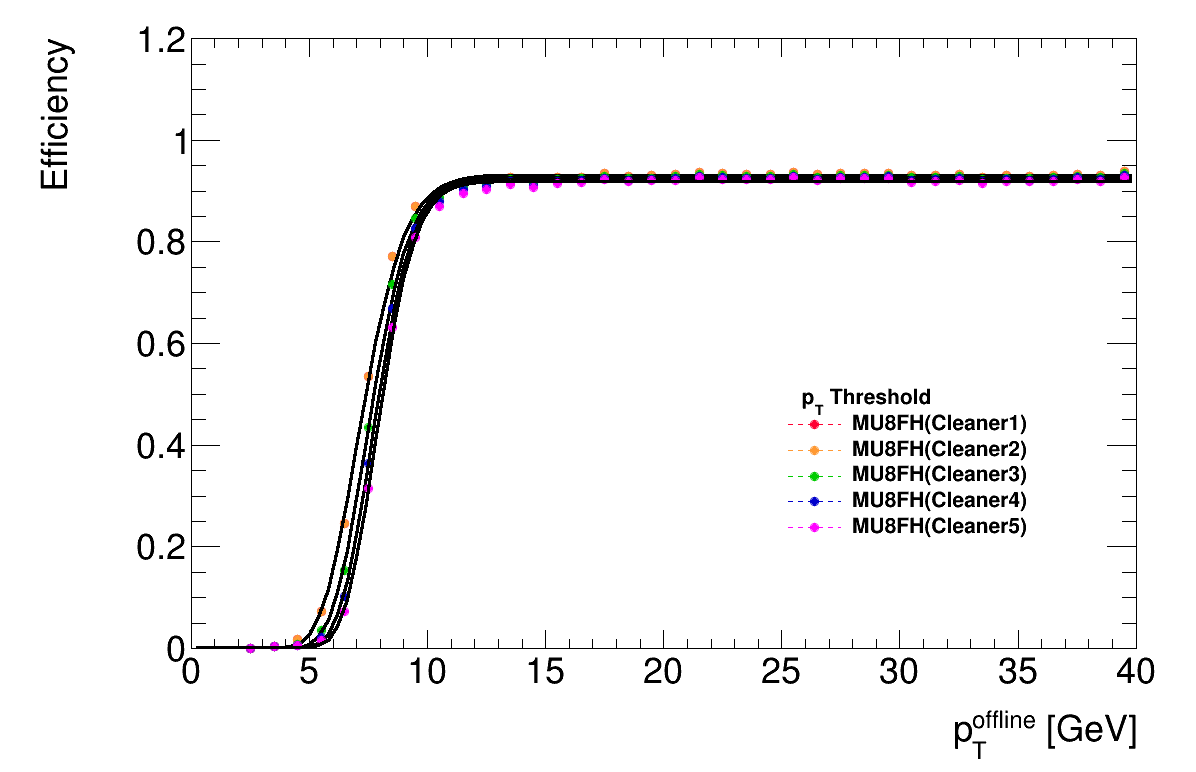 Efficiency
1.2
1
0.8
0.6
0.4
0.2
0
0 5 10 15 20 25 30 35 40
p_T^offline [GeV]
p_T Threshold
MU8FH(Cleaner1)
MU8FH(Cleaner2)
MU8FH(Cleaner3)
MU8FH(Cleaner4)
MU8FH(Cleaner5)